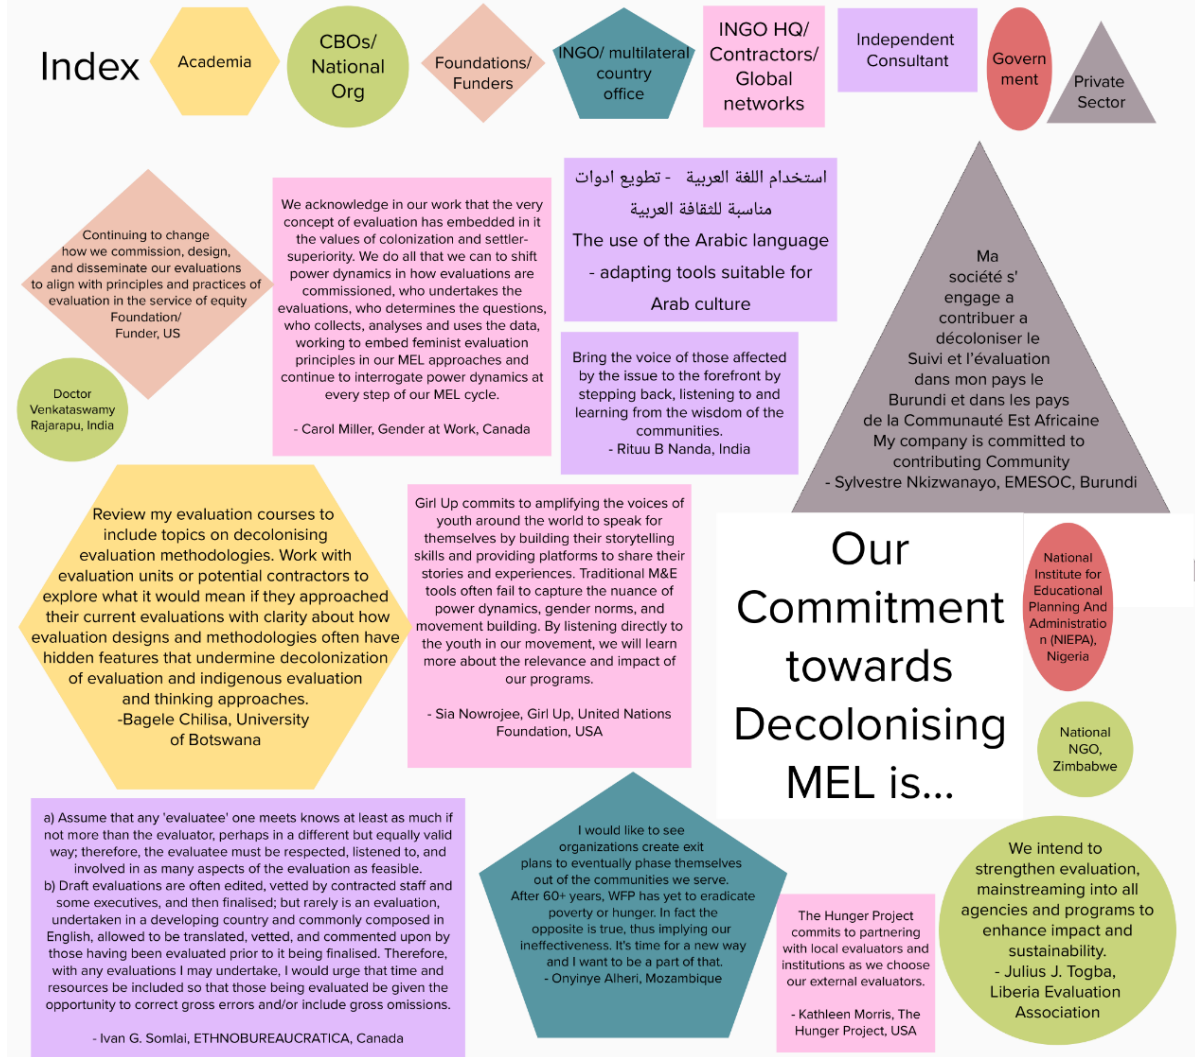 Index
Academia
CBOs/
National
Org
Foundations/
Funders
INGO/ multilateral
country
office
INGO HQ/
Contractors/
Global
networks
Independent
Consultant
Govern
ment
Private
Sector
Continuing to change
how we commission, design,
and disseminate our evaluations
to align with principles and practices of
evaluation in the service of equity
Foundation/
Funder, US
We acknowledge in our work that the very
concept of evaluation has embedded in it
the values of colonization and settler-
superiority. We do all that we can to shift
power dynamics in how evaluations are
commissioned, who undertakes the
evaluations, who determines the questions,
who collects, analyses and uses the data,
working to embed feminist evaluation
principles in our MEL approaches and
continue to interrogate power dynamics at
every step of our MEL cycle.
- Carol Miller, Gender at Work, Canada
استخدام اللغة العربية - تطويع ادوات
مناسبة للثقافة العربية
The use of the Arabic language
- adapting tools suitable for
Arab culture
Ma
société s'
engage a
contribuer a
décoloniser le
Suivi et l'évaluation
dans mon pays le
Burundi et dans les pays
de la Communauté Est Africaine
My company is committed to
contributing Community
- Sylvestre Nkizwanayo, EMESOC, Burundi
Doctor
Venkataswamy
Rajarapu, India
Bring the voice of those affected
by the issue to the forefront by
stepping back, listening to and
learning from the wisdom of the
communities.
- Rituu B Nanda, India
Review my evaluation courses to
include topics on decolonising
evaluation methodologies. Work with
evaluation units or potential contractors to
explore what it would mean if they approached
their current evaluations with clarity about how
evaluation designs and methodologies often have
hidden features that undermine decolonization
of evaluation and indigenous evaluation
and thinking approaches.
-Bagele Chilisa, University
of Botswana
Girl Up commits to amplifying the voices of
youth around the world to speak for
themselves by building their storytelling
skills and providing platforms to share their
stories and experiences. Traditional M&E
tools often fail to capture the nuance of
power dynamics, gender norms, and
movement building. By listening directly to
the youth in our movement, we will learn
more about the relevance and impact of
our programs.
- Sia Nowrojee, Girl Up, United Nations
Foundation, USA
Our
Commitment
towards
Decolonising
MEL is...
National
Institute for
Educational
Planning And
Administratio
n (NIEPA),
Nigeria
National
NGO,
Zimbabwe
a) Assume that any 'evaluatee' one meets knows at least as much if
not more than the evaluator, perhaps in a different but equally valid
way; therefore, the evaluatee must be respected, listened to, and
involved in as many aspects of the evaluation as feasible.
b) Draft evaluations are often edited, vetted by contracted staff and
some executives, and then finalised; but rarely is an evaluation,
undertaken in a developing country and commonly composed in
English, allowed to be translated, vetted, and commented upon by
those having been evaluated prior to it being finalised. Therefore,
with any evaluations I may undertake, I would urge that time and
resources be included so that those being evaluated be given the
opportunity to correct gross errors and/or include gross omissions.
- Ivan G. Somlai, ETHNOBUREAUCRATICA, Canada
I would like to see
organizations create exit
plans to eventually phase themselves
out of the communities we serve.
After 60+ years, WFP has yet to eradicate
poverty or hunger. In fact the
opposite is true, thus implying our
ineffectiveness. It's time for a new way
and I want to be a part of that.
- Onyinye Alheri, Mozambique
The Hunger Project
commits to partnering
with local evaluators and
institutions as we choose
our external evaluators.
- Kathleen Morris, The
Hunger Project, USA
We intend to
strengthen evaluation,
mainstreaming into all
agencies and programs to
enhance impact and
sustainability.
- Julius J. Togba,
Liberia Evaluation
Association